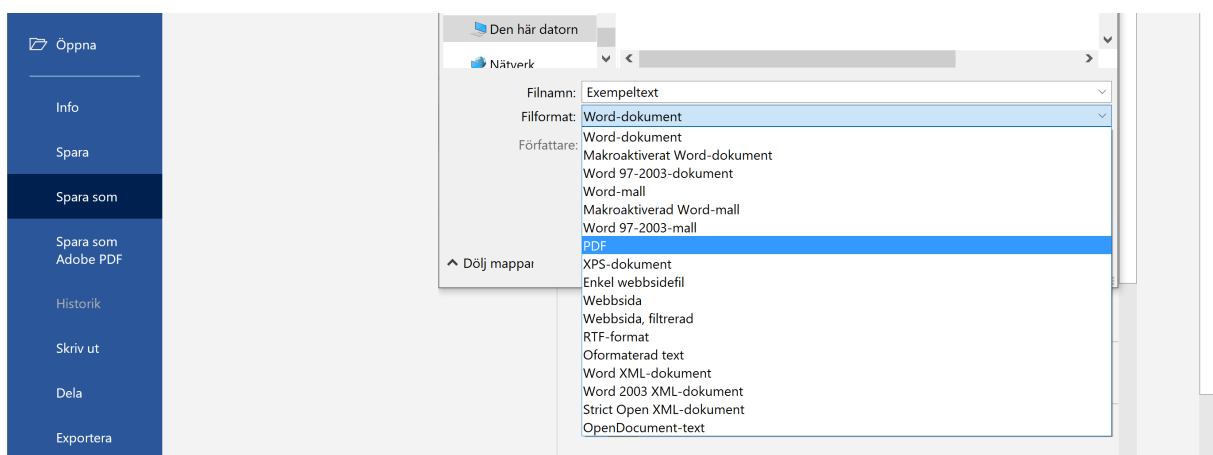 Öppna
Info
Spara
Spara som
Spara som
Adobe PDF
Historik
Skriv ut
Dela
Exportera
Den här datorn
Nätverk
Filnamn: Exempeltext
Filformat: Word-dokument
Författare:
Word-dokument
Makroaktiverat Word-dokument
Word 97-2003-dokument
Word-mall
Makroaktiverad Word-mall
Word 97-2003-mall
PDF
XPS-dokument
Enkel webbsidefil
Webbsida
Webbsida, filtrerad
RTF-format
Oformaterad text
Word XML-dokument
Word 2003 XML-dokument
Strict Open XML-dokument
OpenDocument-text
Dölj mappar